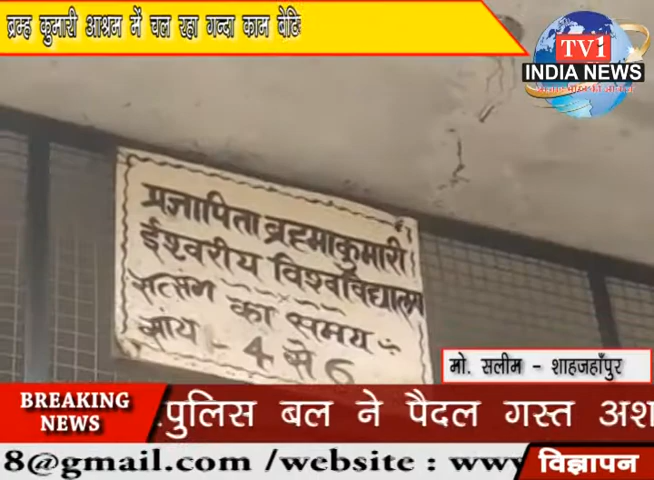 ब्रम्ह कुमारी आश्रम में चल रहा गन्दा काम
TV1
INDIA NEWS
प्रजापिता ब्रह्माकुमारी
ईश्वरीय विश्वविद्यालय
सत्संग का समय
सांय - 4 से 6
मो. सलीम - शाहजहाँपुर
BREAKING NEWS
पुलिस बल ने पैदल गस्त अश
8@gmail.com /website : www
विज्ञापन